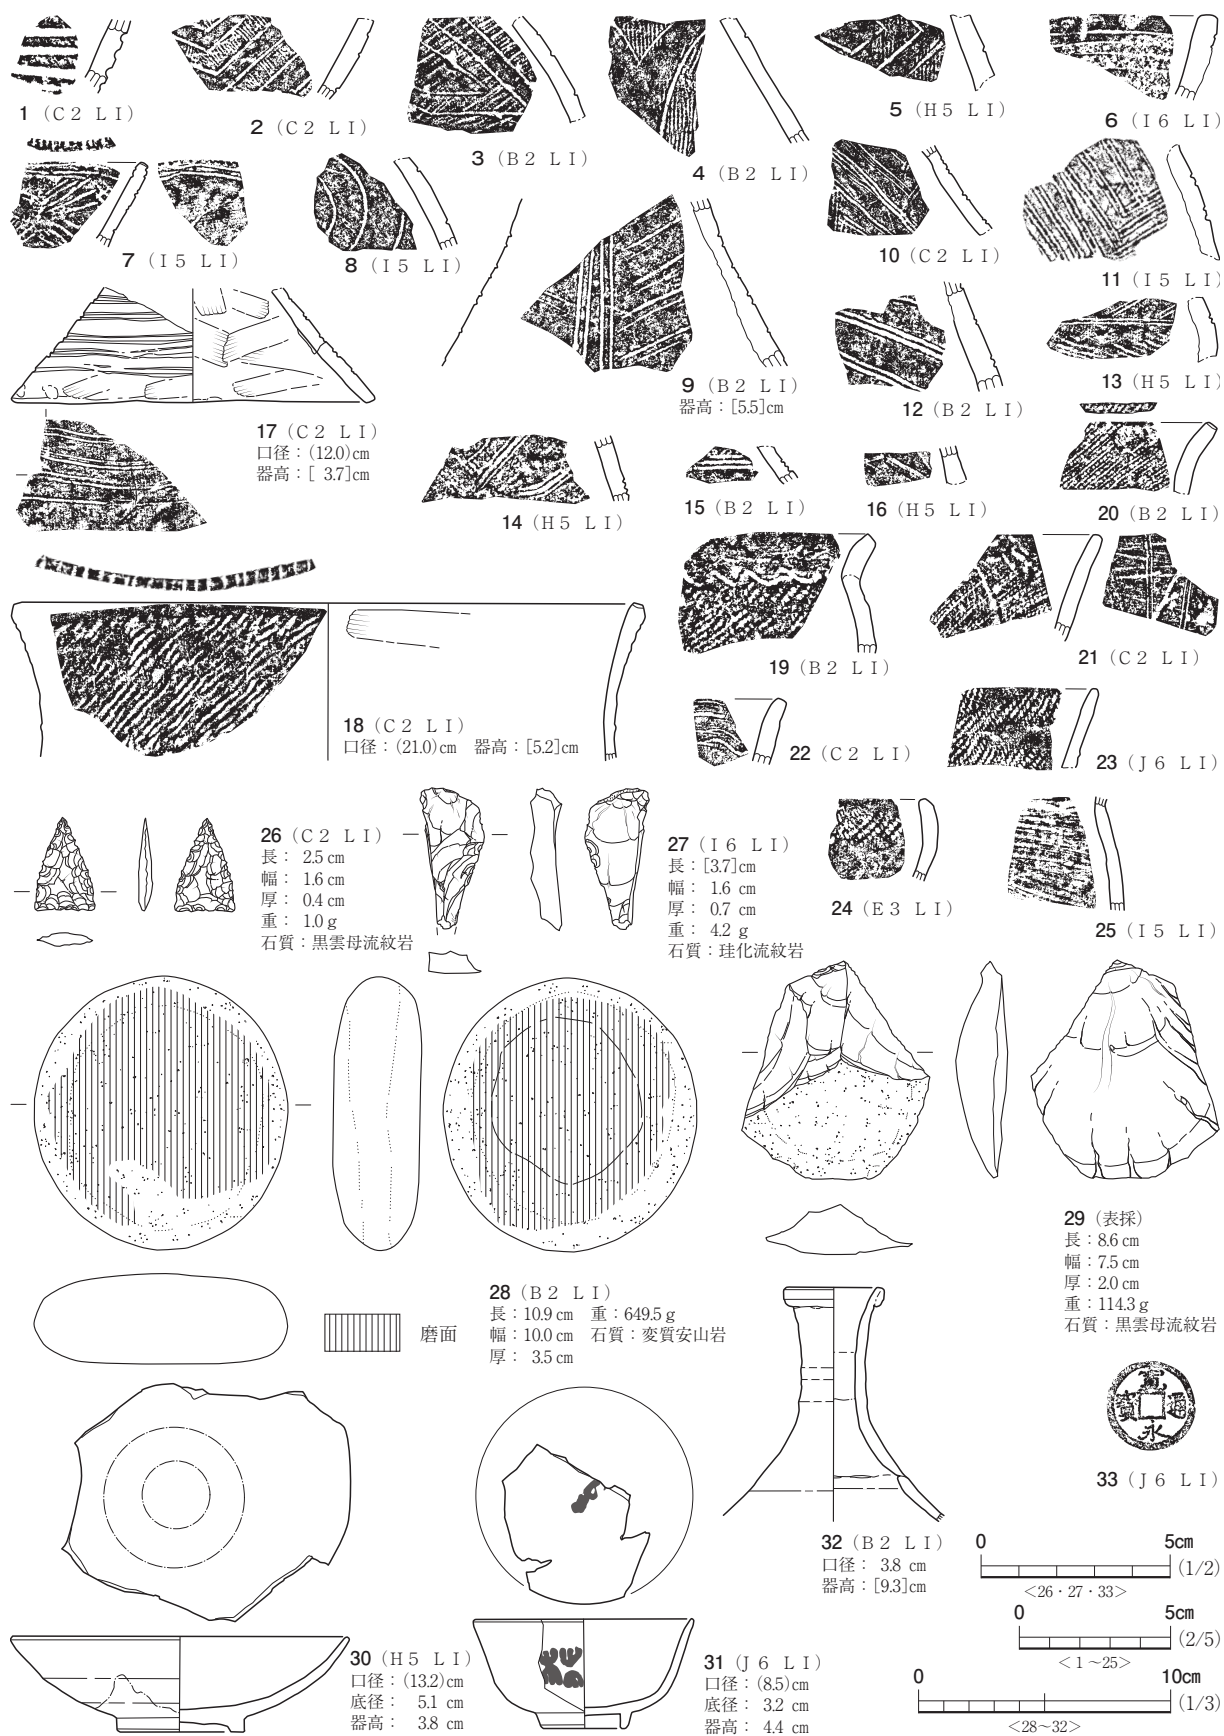 1 (C2 LI)
2 (C2 LI)
3 (B2 LI)
4 (B2 LI)
5 (H5 LI)
6 (I6 LI)
7 (I5 LI)
8 (I5 LI)
9 (B2 LI)
器高：[5.5]cm
10 (C2 LI)
11 (I5 LI)
12 (B2 LI)
13 (H5 LI)
17 (C2 LI)
口径：(12.0)cm
器高：[ 3.7]cm
14 (H5 LI)
15 (B2 LI)
16 (H5 LI)
20 (B2 LI)
18 (C2 LI)
口径：(21.0)cm 器高：[5.2]cm
19 (B2 LI)
21 (C2 LI)
22 (C2 LI)
23 (J6 LI)
24 (E3 LI)
25 (I5 LI)
26 (C2 LI)
長： 2.5 cm
幅： 1.6 cm
厚： 0.4 cm
重： 1.0 g
石質：黒雲母流紋岩
27 (I6 LI)
長：[3.7]cm
幅： 1.6 cm
厚： 0.7 cm
重： 4.2 g
石質：珪化流紋岩
28 (B2 LI)
長：10.9 cm 重：649.5 g
幅：10.0 cm 石質：変質安山岩
厚： 3.5 cm
磨面
29 (表採)
長：8.6 cm
幅：7.5 cm
厚：2.0 cm
重：114.3 g
石質：黒雲母流紋岩
寛永通寳
33 (J6 LI)
32 (B2 LI)
口径： 3.8 cm
器高：[9.3]cm
30 (H5 LI)
口径：(13.2)cm
底径： 5.1 cm
器高： 3.8 cm
31 (J6 LI)
口径：(8.5)cm
底径： 3.2 cm
器高： 4.4 cm
0 5cm (1/2)
<26・27・33>
0 5cm (2/5)
<1～25>
0 10cm (1/3)
<28～32>